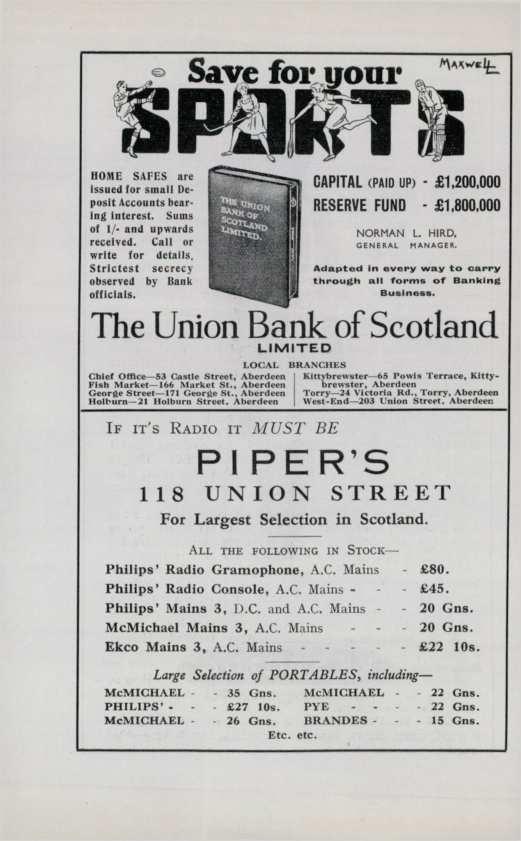 MAXWELL
Save for your
SPORTS
HOME SAFES are
issued for small De-
posit Accounts bear-
ing interest. Sums
of 1/- and upwards
received. Call or
write for details.
Strictest secrecy
observed by Bank
officials.
THE UNION
BANK OF
SCOTLAND
LIMITED.
CAPITAL (PAID UP) - £1,200,000
RESERVE FUND - £1,800,000
NORMAN L. HIRD,
GENERAL MANAGER.
Adapted in every way to carry
through all forms of Banking
Business.
The Union Bank of Scotland
LIMITED
LOCAL BRANCHES
Chief Office—53 Castle Street, Aberdeen
Fish Market—166 Market St., Aberdeen
George Street—171 George St., Aberdeen
Holburn—21 Holburn Street, Aberdeen
Kittybrewster—65 Powis Terrace, Kitty-
brewster, Aberdeen
Torry—24 Victoria Rd., Torry, Aberdeen
West-End—203 Union Street, Aberdeen
IF IT'S RADIO IT MUST BE
PIPER'S
118 UNION STREET
For Largest Selection in Scotland.
ALL THE FOLLOWING IN STOCK—
Philips' Radio Gramophone, A.C. Mains - £80.
Philips' Radio Console, A.C. Mains - - - £45.
Philips' Mains 3, D.C. and A.C. Mains - - 20 Gns.
McMichael Mains 3, A.C. Mains - - - 20 Gns.
Ekco Mains 3, A.C. Mains - - - - - £22 10s.
Large Selection of PORTABLES, including—
McMICHAEL - - 35 Gns. McMICHAEL - - 22 Gns.
PHILIPS' - - - £27 10s. PYE - - - - 22 Gns.
McMICHAEL - - 26 Gns. BRANDES - - - 15 Gns.
Etc. etc.